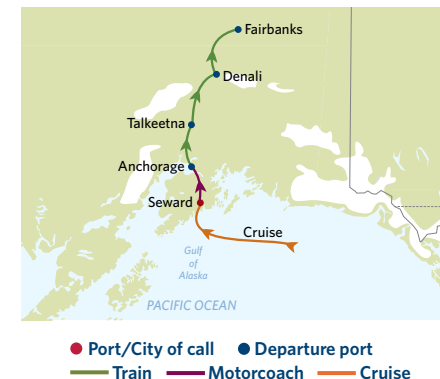 Fairbanks
Denali
Talkeetna
Anchorage
Seward
Cruise
Gulf
of
Alaska
PACIFIC OCEAN
Port/City of call Departure port
Train Motorcoach Cruise